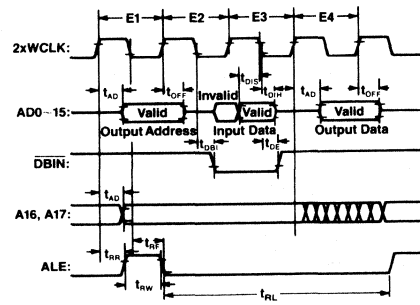 E1 E2 E3 E4
2xWCLK:
tAD tOFF tDIS tDIH tAD tOFF
Invalid
AD0~15: Valid Valid Valid
Output Address Input Data Output Data
DBIN:
tDBI tDE
tAD
A16, A17:
tRR tRF
ALE:
tRW tRL